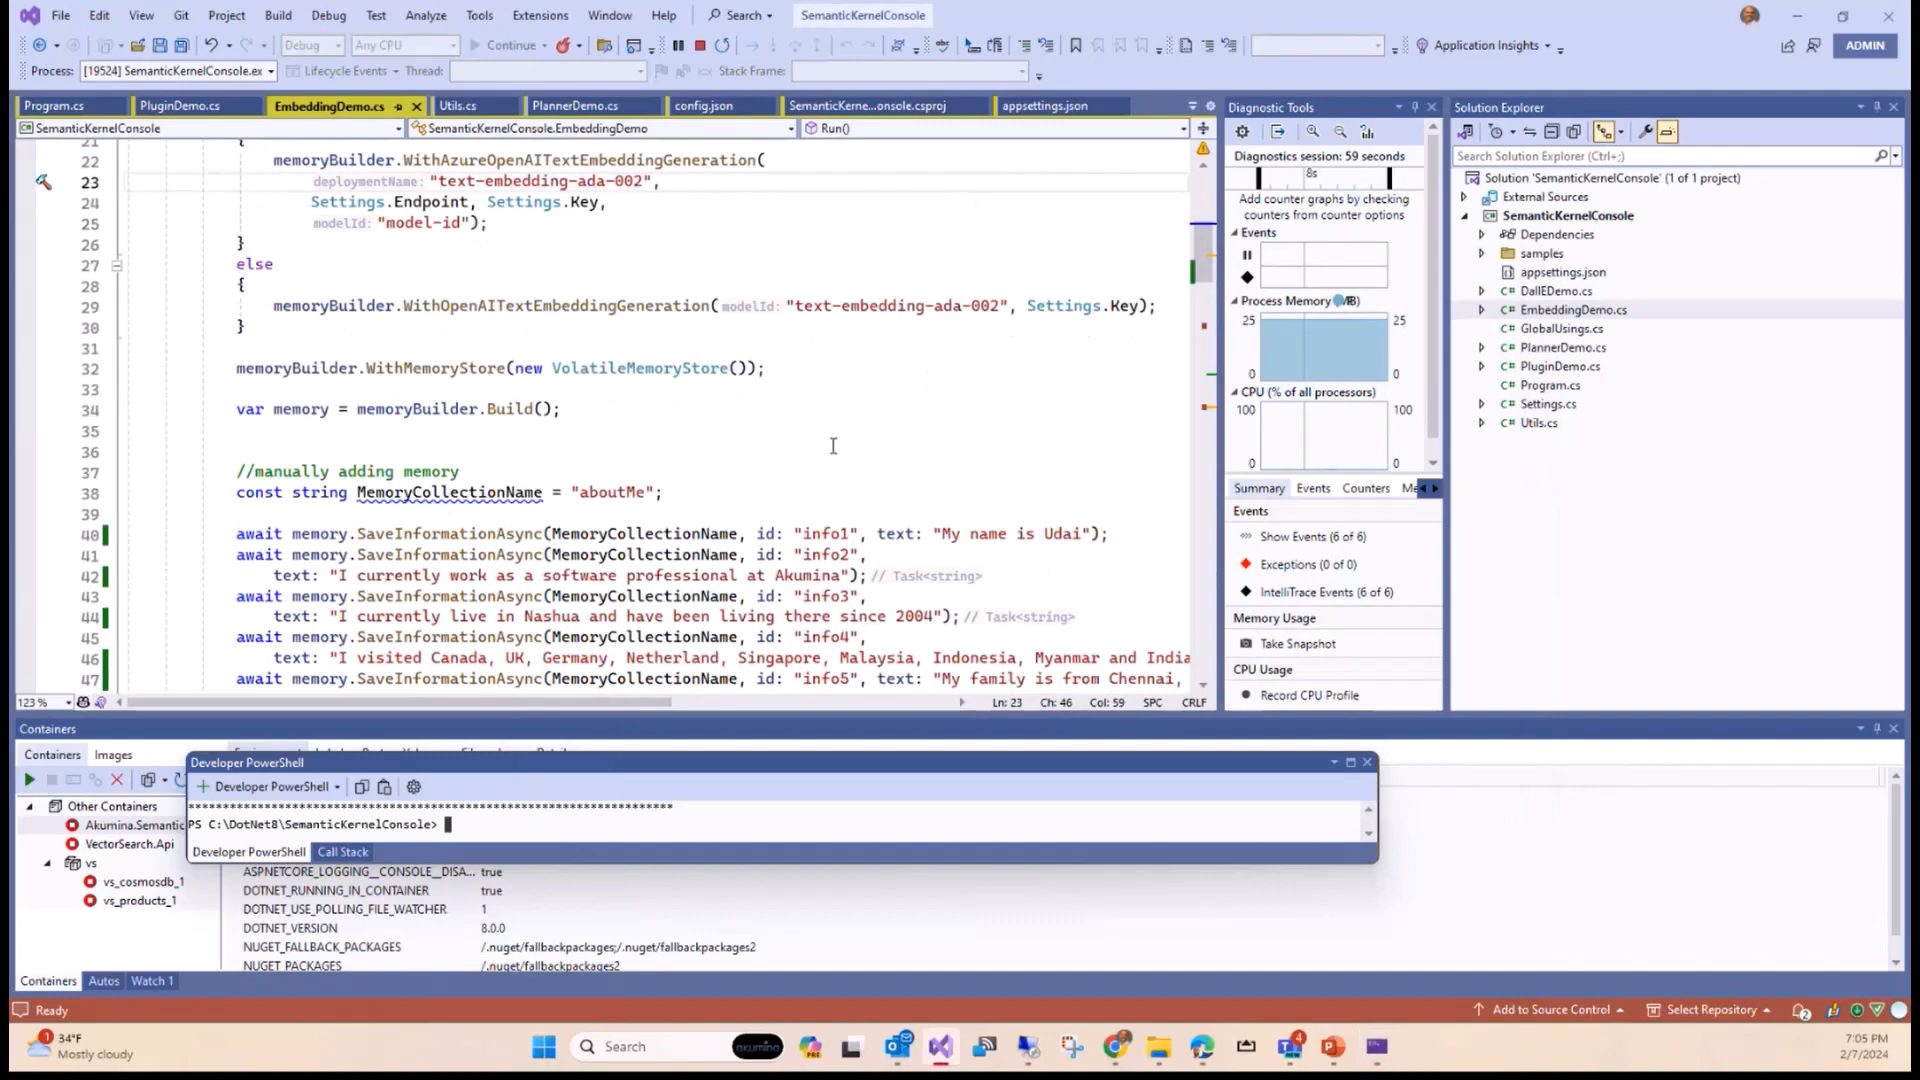 File Edit View Git Project Build Debug Test Analyze Tools Extensions Window Help Search SemanticKernelConsole
Debug Any CPU Continue Application Insights ADMIN
Process: [19524] SemanticKernelConsole.ex Lifecycle Events Thread: Stack Frame:
Program.cs PluginDemo.cs EmbeddingDemo.cs Utils.cs PlannerDemo.cs config.json SemanticKerne...onsole.csproj appsettings.json
SemanticKernelConsole SemanticKernelConsole.EmbeddingDemo Run()
21 {
22 memoryBuilder.WithAzureOpenAITextEmbeddingGeneration(
23 deploymentName: "text-embedding-ada-002",
24 Settings.Endpoint, Settings.Key,
25 modelId: "model-id");
26 }
27 else
28 {
29 memoryBuilder.WithOpenAITextEmbeddingGeneration(modelId: "text-embedding-ada-002", Settings.Key);
30 }
31
32 memoryBuilder.WithMemoryStore(new VolatileMemoryStore());
33
34 var memory = memoryBuilder.Build();
35
36
37 //manually adding memory
38 const string MemoryCollectionName = "aboutMe";
39
40 await memory.SaveInformationAsync(MemoryCollectionName, id: "info1", text: "My name is Udai");
41 await memory.SaveInformationAsync(MemoryCollectionName, id: "info2",
42 text: "I currently work as a software professional at Akumina"); // Task<string>
43 await memory.SaveInformationAsync(MemoryCollectionName, id: "info3",
44 text: "I currently live in Nashua and have been living there since 2004"); // Task<string>
45 await memory.SaveInformationAsync(MemoryCollectionName, id: "info4",
46 text: "I visited Canada, UK, Germany, Netherland, Singapore, Malaysia, Indonesia, Myanmar and India
47 await memory.SaveInformationAsync(MemoryCollectionName, id: "info5", text: "My family is from Chennai,
123 % Ln: 23 Ch: 46 Col: 59 SPC CRLF
Diagnostic Tools
Diagnostics session: 59 seconds
8s
Add counter graphs by checking
counters from counter options
Events
Process Memory (MB)
25 25
0 0
CPU (% of all processors)
100 100
0 0
Summary Events Counters Me
Events
Show Events (6 of 6)
Exceptions (0 of 0)
IntelliTrace Events (6 of 6)
Memory Usage
Take Snapshot
CPU Usage
Record CPU Profile
Solution Explorer
Search Solution Explorer (Ctrl+;)
Solution 'SemanticKernelConsole' (1 of 1 project)
External Sources
SemanticKernelConsole
Dependencies
samples
appsettings.json
C# DallEDemo.cs
C# EmbeddingDemo.cs
C# GlobalUsings.cs
C# PlannerDemo.cs
C# PluginDemo.cs
C# Program.cs
C# Settings.cs
C# Utils.cs
Containers
Containers Images
Other Containers
Akumina.Semantic
VectorSearch.Api
vs
vs_cosmosdb_1
vs_products_1
Developer PowerShell
Developer PowerShell
**********************************************************************
PS C:\DotNet8\SemanticKernelConsole>
Developer PowerShell Call Stack
ASPNETCORE_LOGGING__CONSOLE__DISA... true
DOTNET_RUNNING_IN_CONTAINER true
DOTNET_USE_POLLING_FILE_WATCHER 1
DOTNET_VERSION 8.0.0
NUGET_FALLBACK_PACKAGES /.nuget/fallbackpackages;/.nuget/fallbackpackages2
NUGET_PACKAGES /.nuget/fallbackpackages2
Containers Autos Watch 1
Ready Add to Source Control Select Repository 2
1 34°F
Mostly cloudy
Search akumina PRE 4 NEW
7:05 PM
2/7/2024